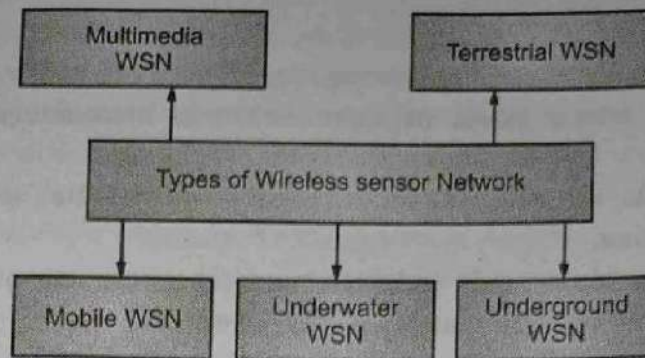 Multimedia
WSN
Terrestrial WSN
Types of Wireless sensor Network
Mobile WSN
Underwater
WSN
Underground
WSN